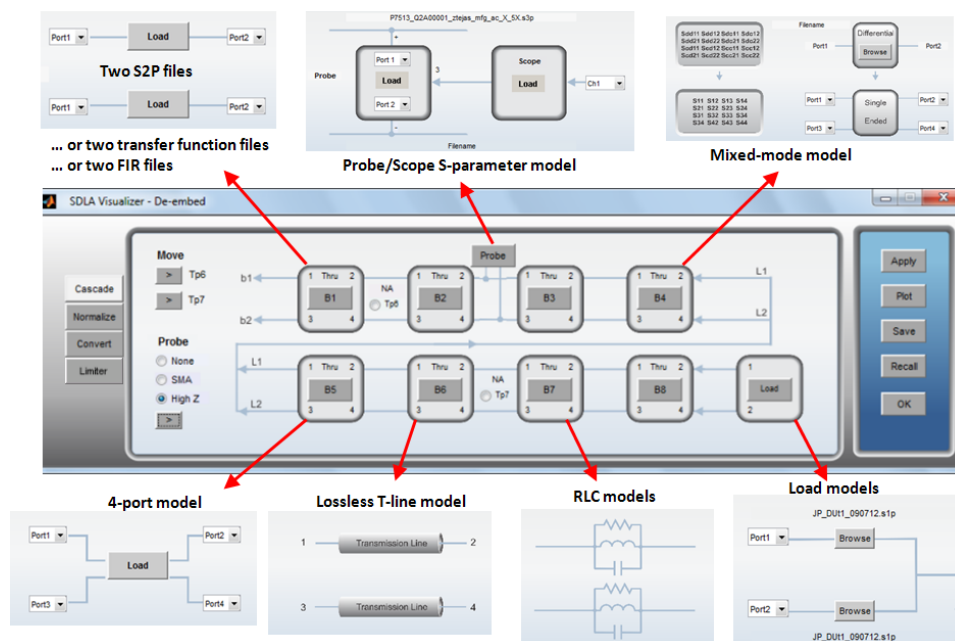 Port1
Load
Port2
Two S2P files
Port1
Load
Port2
... or two transfer function files
... or two FIR files
P7513_Q2A00001_ztejas_mfg_ac_X_5X.s3p
+
Port 1
Probe
Load
3
Port 2
-
Scope
Load
Ch1
Filename
Probe/Scope S-parameter model
Sdd11 Sdd12 Sdc11 Sdc12
Sdd21 Sdd22 Sdc21 Sdc22
Scd11 Scd12 Scc11 Scc12
Scd21 Scd22 Scc21 Scc22
Filename
Differential
Port1
Browse
Port2
S11 S12 S13 S14
S21 S22 S23 S24
S31 S32 S33 S34
S34 S42 S43 S44
Port1
Single
Port2
Port3
Ended
Port4
Mixed-mode model
SDLA Visualizer - De-embed
Cascade
Normalize
Convert
Limiter
Move
> Tp6
> Tp7
Probe
None
SMA
High Z
>
Probe
b1
b2
1 Thru 2
B1
3 4
NA
Tp6
1 Thru 2
B2
3 4
1 Thru 2
B3
3 4
1 Thru 2
B4
3 4
L1
L2
L1
L2
1 Thru 2
B5
3 4
1 Thru 2
B6
3 4
NA
Tp7
1 Thru 2
B7
3 4
1 Thru 2
B8
3 4
1
Load
2
Apply
Plot
Save
Recall
OK
4-port model
Port1
Port2
Load
Port3
Port4
Lossless T-line model
1 Transmission Line 2
3 Transmission Line 4
RLC models
Load models
JP_DUt1_090712.s1p
Port1
Browse
Port2
Browse
JP_DUt1_090712.s1p